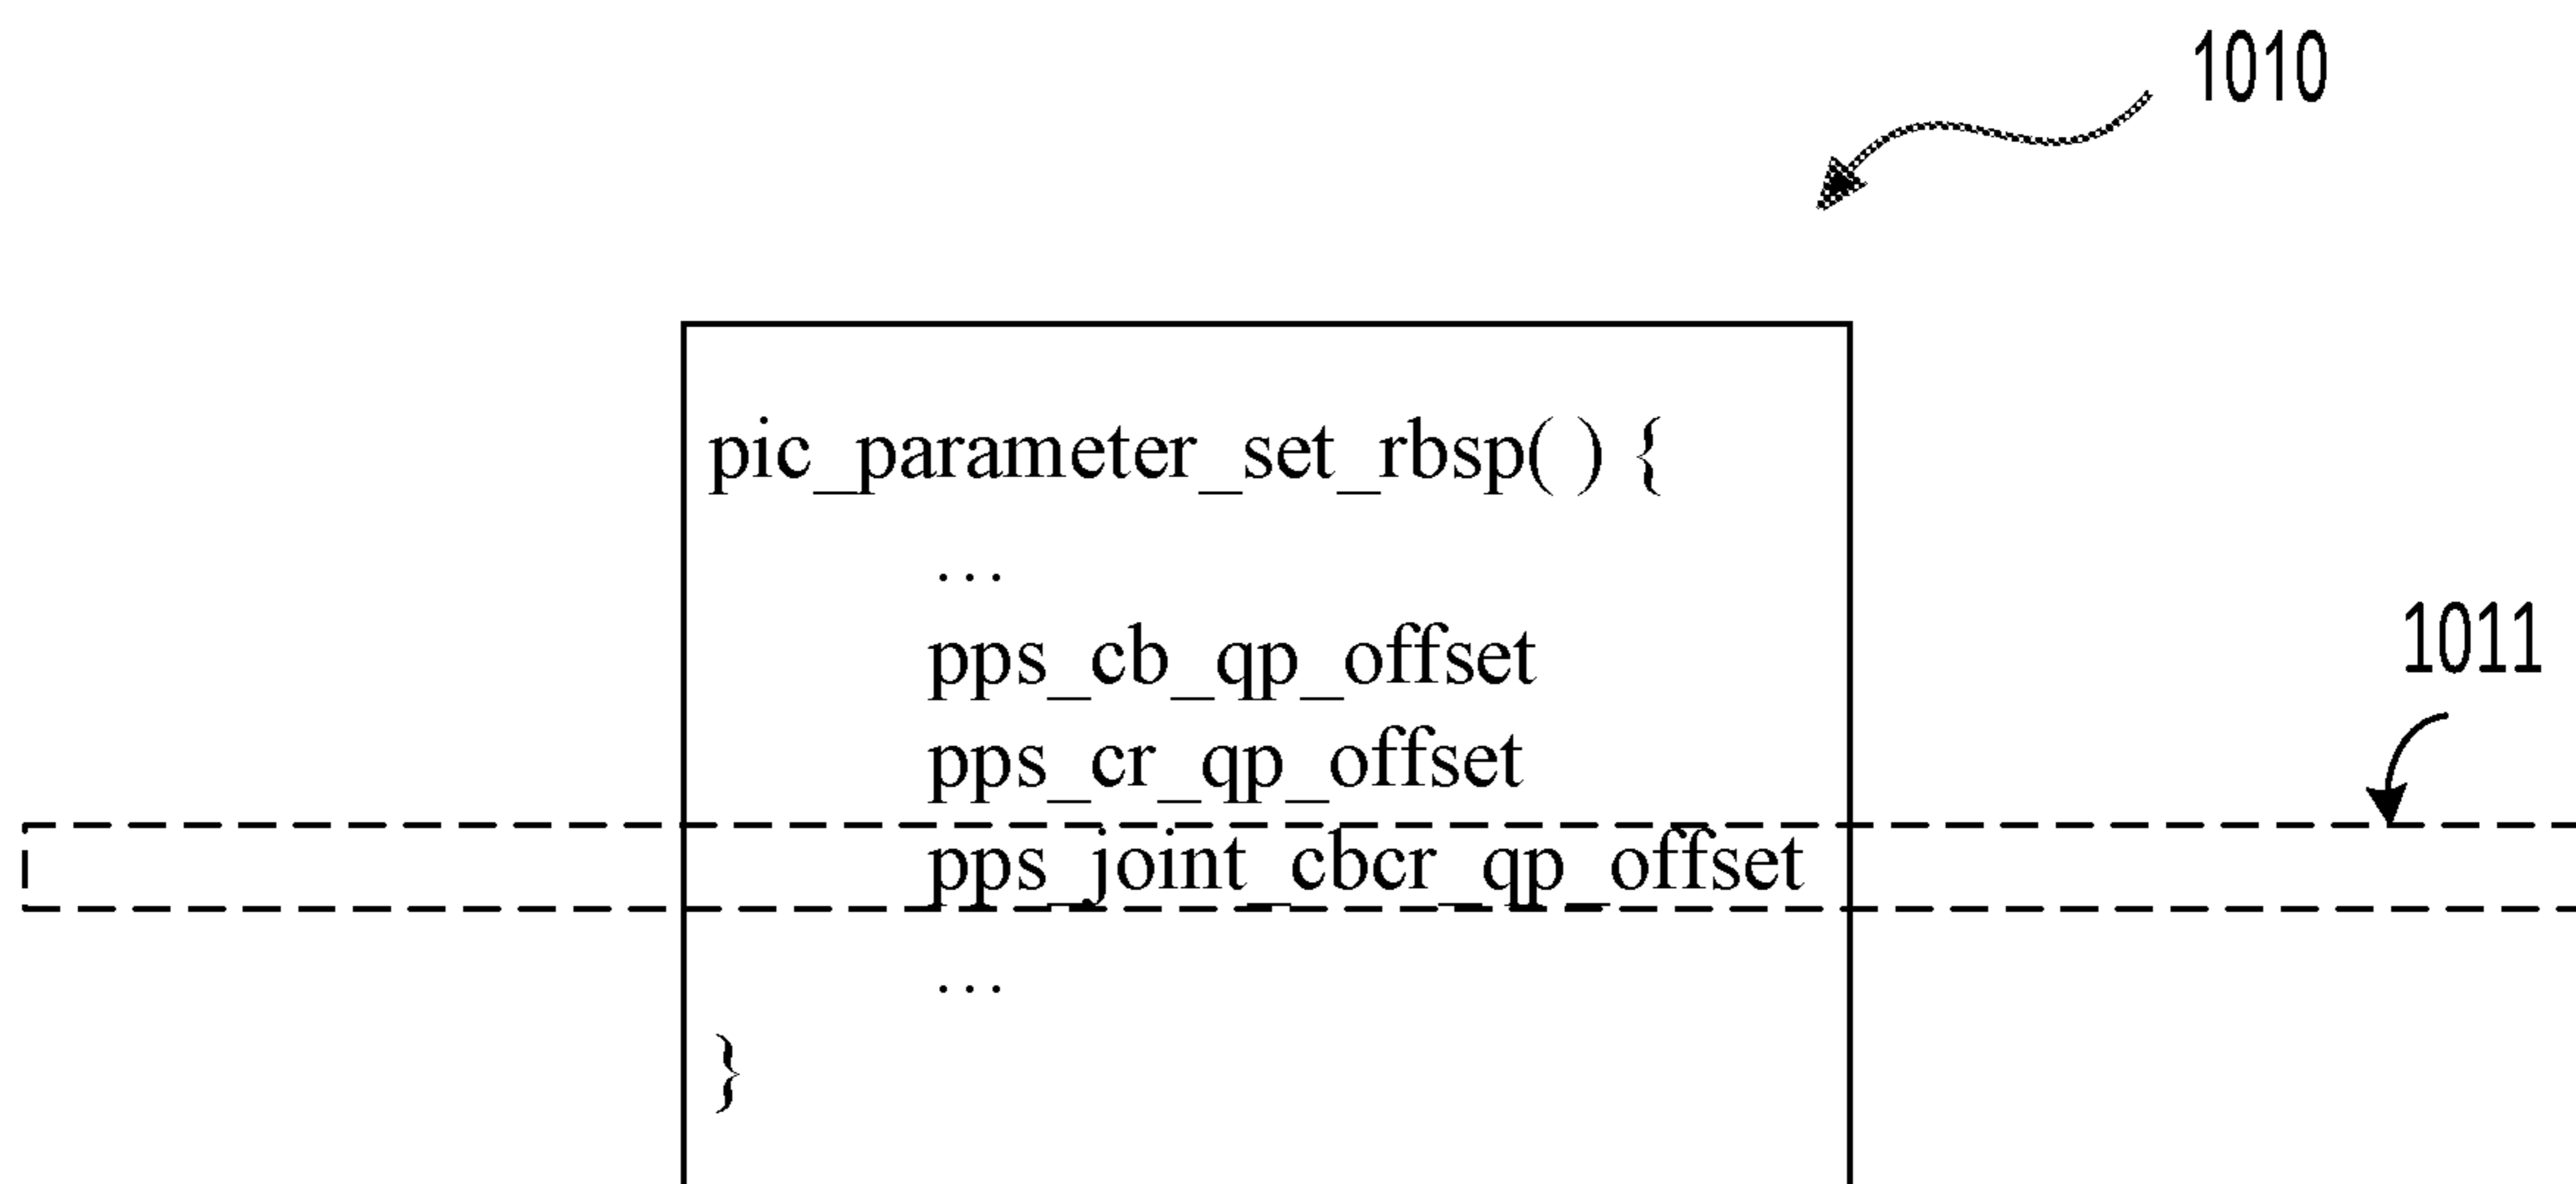 1010
pic_parameter_set_rbsp( ) {
...
pps_cb_qp_offset
pps_cr_qp_offset
1011
pps_joint_cbcr_qp_offset
...
}